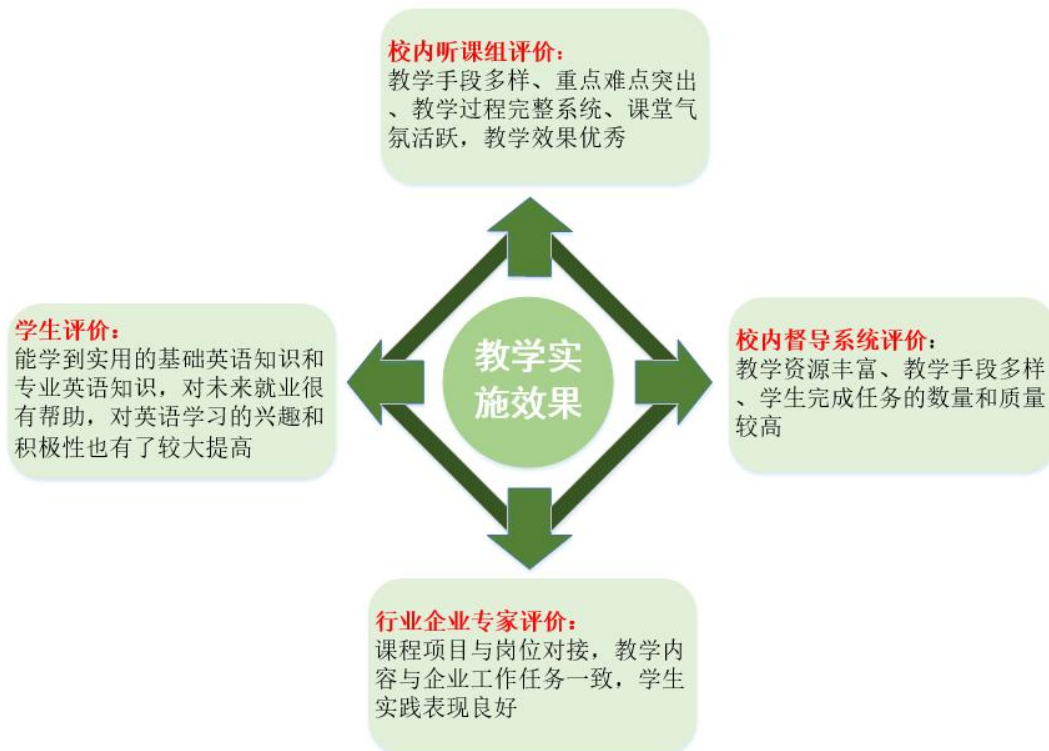 校内听课组评价：
教学手段多样、重点难点突出
、教学过程完整系统、课堂气
氛活跃，教学效果优秀
学生评价：
能学到实用的基础英语知识和
专业英语知识，对未来就业很
有帮助，对英语学习的兴趣和
积极性也有了较大提高
教学实
施效果
校内督导系统评价：
教学资源丰富、教学手段多样
、学生完成任务的数量和质量
较高
行业企业专家评价：
课程项目与岗位对接，教学内
容与企业工作任务一致，学生
实践表现良好